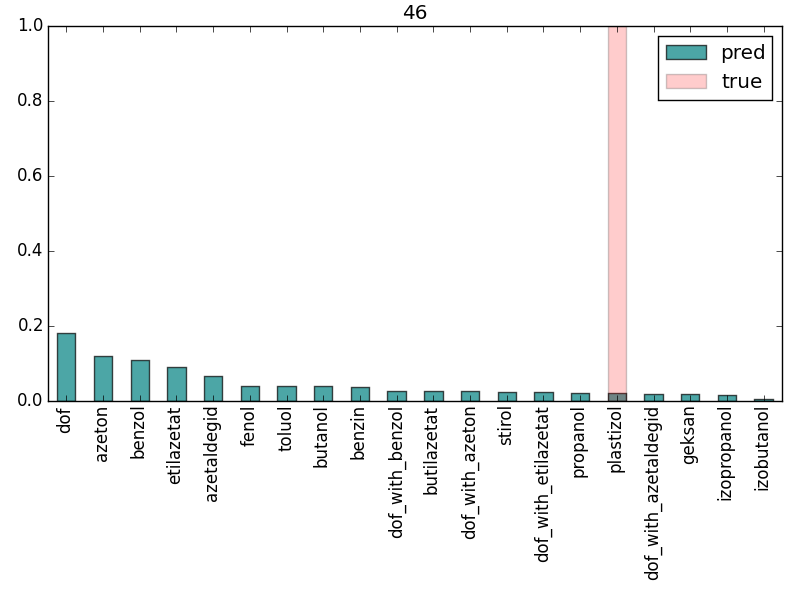 46
1.0
0.8
0.6
0.4
0.2
0.0
pred
true
dof
azeton
benzol
etilazetat
azetaldegid
fenol
toluol
butanol
benzin
dof_with_benzol
butilazetat
dof_with_azeton
stirol
dof_with_etilazetat
propanol
plastizol
dof_with_azetaldegid
geksan
izopropanol
izobutanol